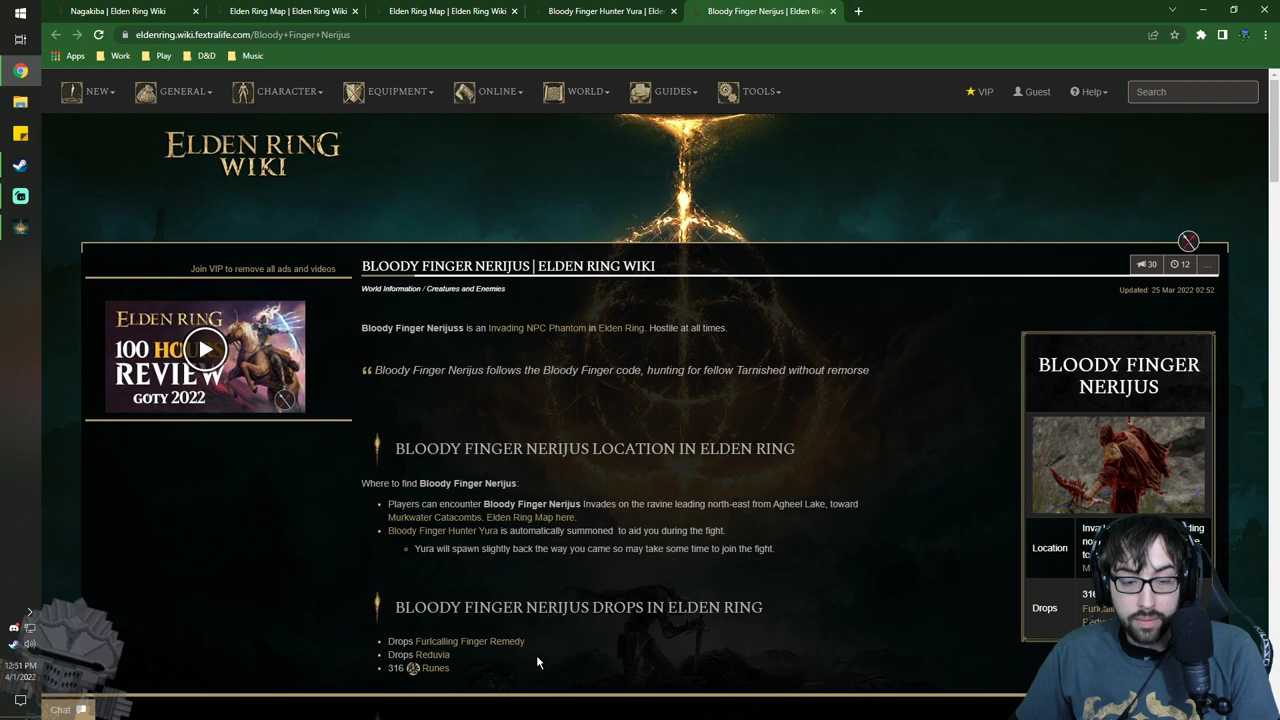 Nagakiba | Elden Ring Wiki
Elden Ring Map | Elden Ring Wiki
Elden Ring Map | Elden Ring Wiki
Bloody Finger Hunter Yura | Elde
Bloody Finger Nerijus | Elden Rin
eldenring.wiki.fextralife.com/Bloody+Finger+Nerijus
Apps Work Play D&D Music
NEW GENERAL CHARACTER EQUIPMENT ONLINE WORLD GUIDES TOOLS VIP Guest Help Search
ELDEN RING
WIKI
Join VIP to remove all ads and videos
ELDEN RING
100 HOURS
REVIEW
GOTY 2022
BLOODY FINGER NERIJUS | ELDEN RING WIKI
30 12 ...
World Information / Creatures and Enemies
Updated: 25 Mar 2022 02:52
Bloody Finger Nerijuss is an Invading NPC Phantom in Elden Ring. Hostile at all times.
Bloody Finger Nerijus follows the Bloody Finger code, hunting for fellow Tarnished without remorse
BLOODY FINGER NERIJUS LOCATION IN ELDEN RING
Where to find Bloody Finger Nerijus:
Players can encounter Bloody Finger Nerijus Invades on the ravine leading north-east from Agheel Lake, toward
Murkwater Catacombs. Elden Ring Map here.
Bloody Finger Hunter Yura is automatically summoned to aid you during the fight.
Yura will spawn slightly back the way you came so may take some time to join the fight.
BLOODY FINGER NERIJUS DROPS IN ELDEN RING
Drops Furlcalling Finger Remedy
Drops Reduvia
316 Runes
BLOODY FINGER
NERIJUS
Location
Drops
12:51 PM
4/1/2022
Chat